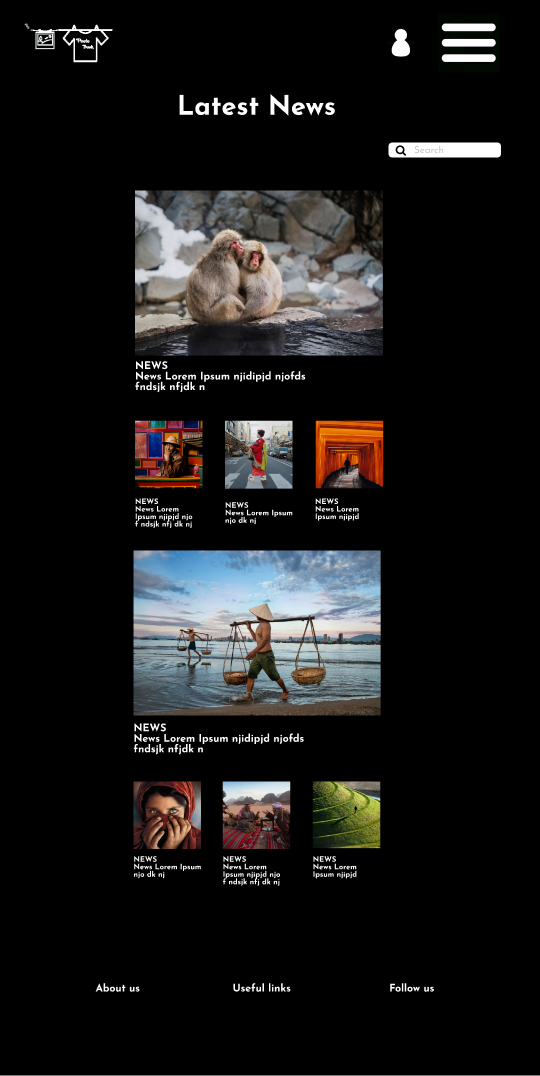 Photo
Book
Latest News
Search
NEWS
News Lorem Ipsum njidipjd njofds
fndsjk nfjdk n
NEWS
News Lorem
Ipsum njipjd njo
f ndsjk nfj dk nj
NEWS
News Lorem Ipsum
njo dk nj
NEWS
News Lorem
Ipsum njipjd
NEWS
News Lorem Ipsum njidipjd njofds
fndsjk nfjdk n
NEWS
News Lorem Ipsum
njo dk nj
NEWS
News Lorem
Ipsum njipjd njo
f ndsjk nfj dk nj
NEWS
News Lorem
Ipsum njipjd
About us
Useful links
Follow us